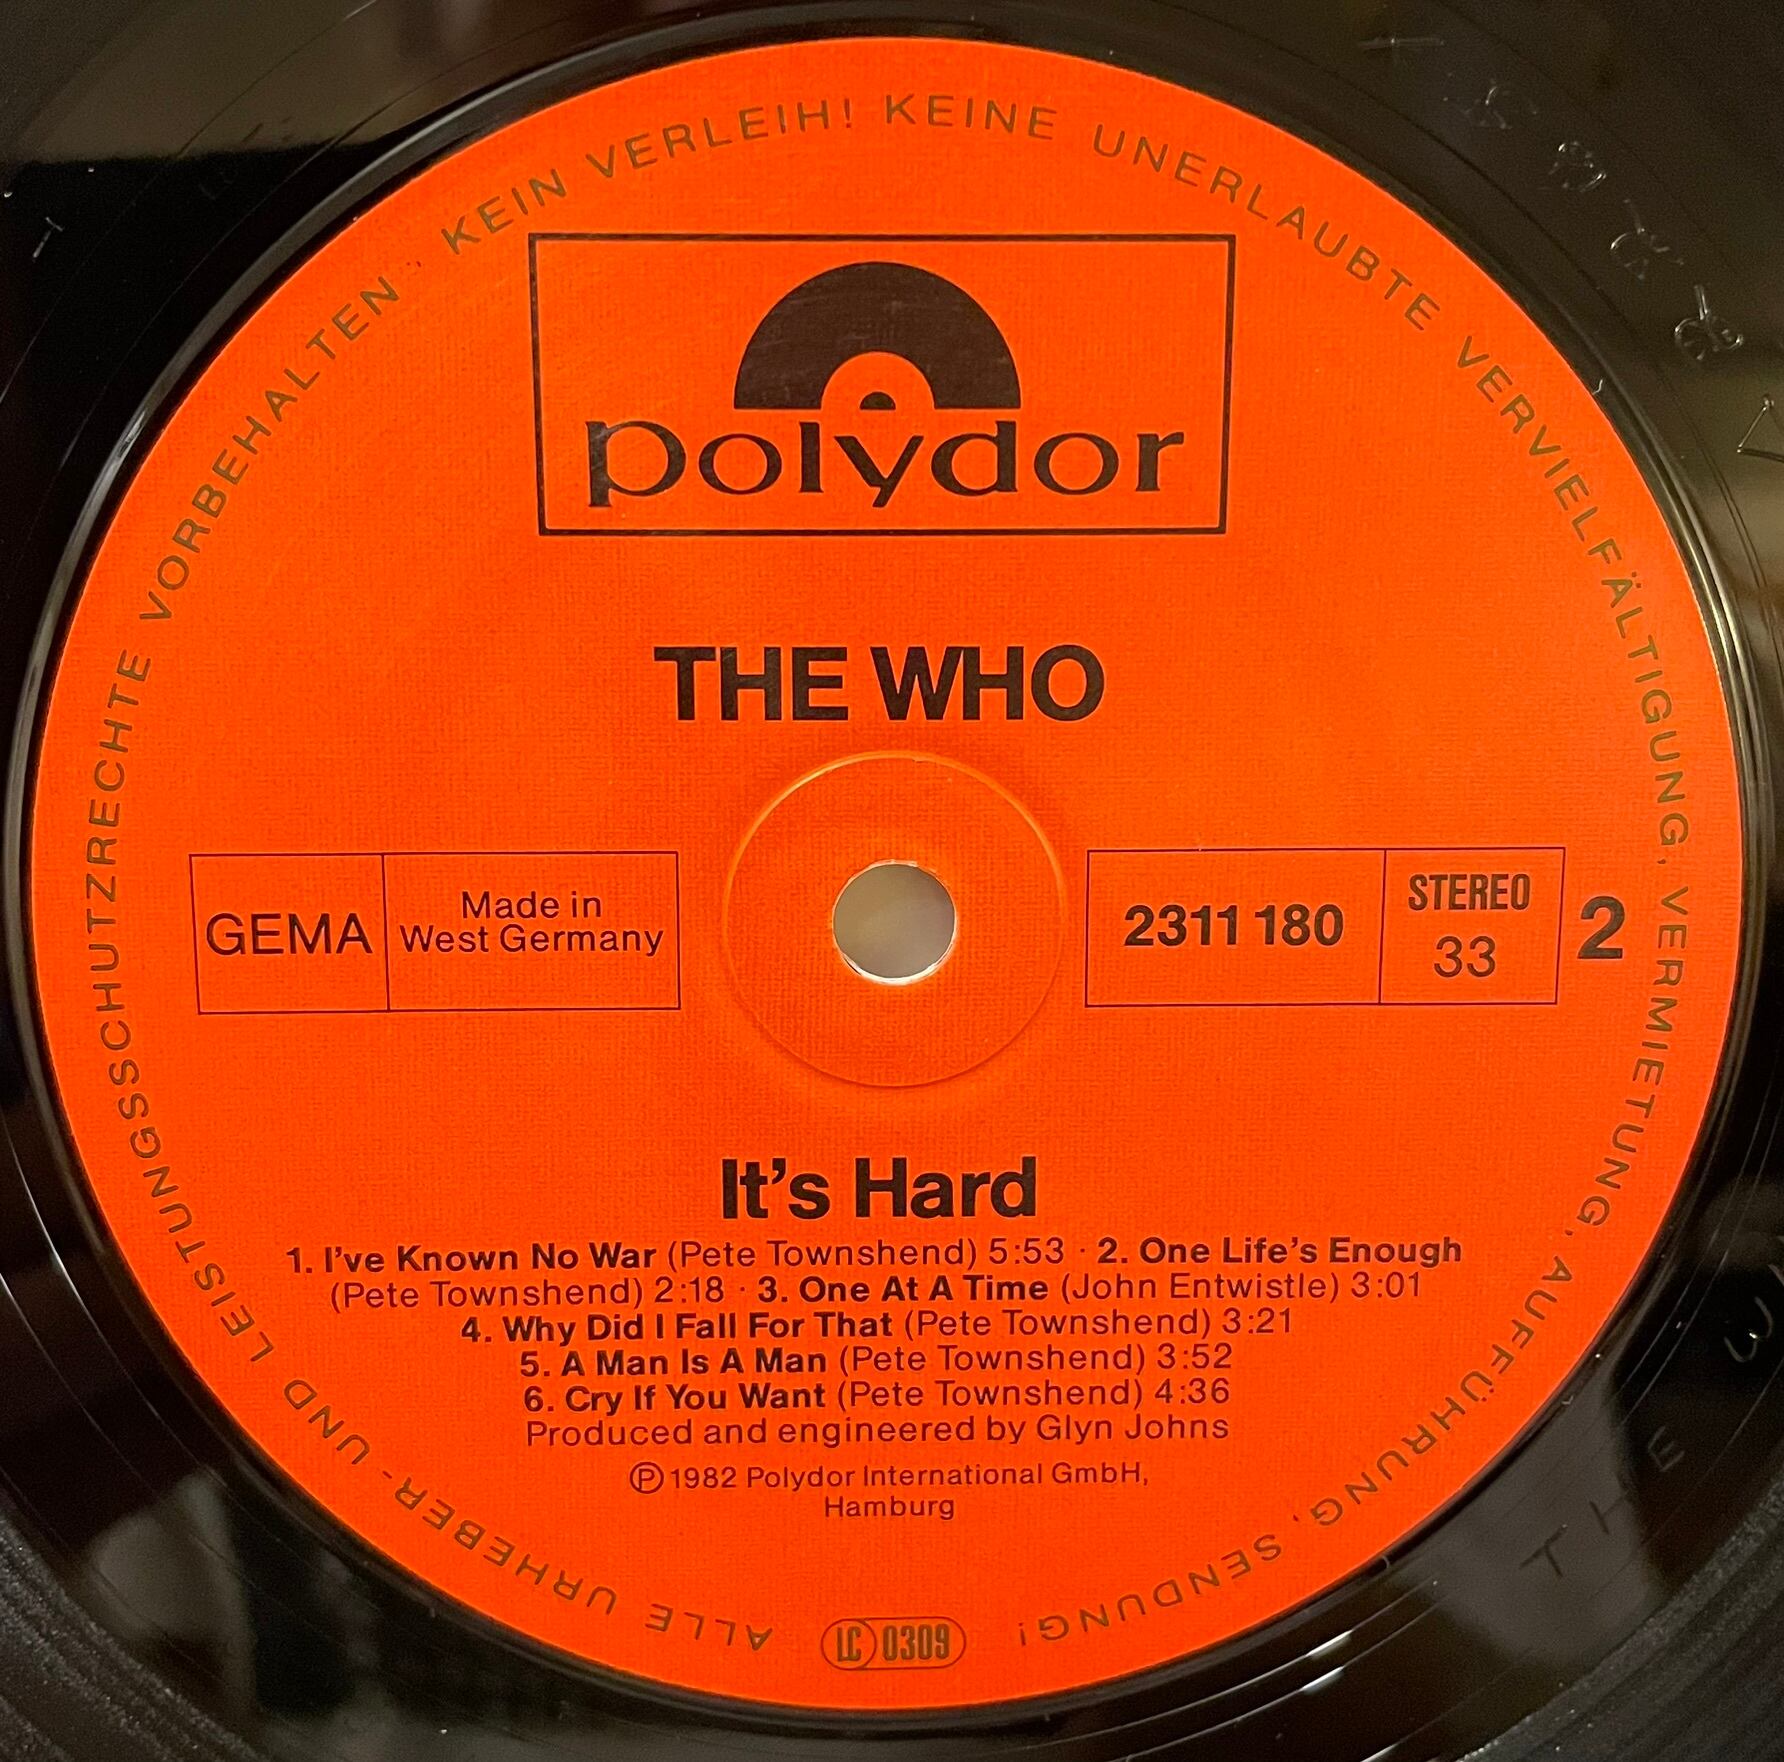 ALLE URHEBER- UND LEISTUNGSSCHUTZRECHTE VORBEHALTEN · KEIN VERLEIH! KEINE UNERLAUBTE VERVIELFÄLTIGUNG, VERMIETUNG, AUFFÜHRUNG, SENDUNG!
polydor
THE WHO
GEMA
Made in
West Germany
2311 180
STEREO
33
2
It's Hard
1. I've Known No War (Pete Townshend) 5:53 · 2. One Life's Enough
(Pete Townshend) 2:18 · 3. One At A Time (John Entwistle) 3:01
4. Why Did I Fall For That (Pete Townshend) 3:21
5. A Man Is A Man (Pete Townshend) 3:52
6. Cry If You Want (Pete Townshend) 4:36
Produced and engineered by Glyn Johns
Ⓟ 1982 Polydor International GmbH,
Hamburg
LC 0309
THE